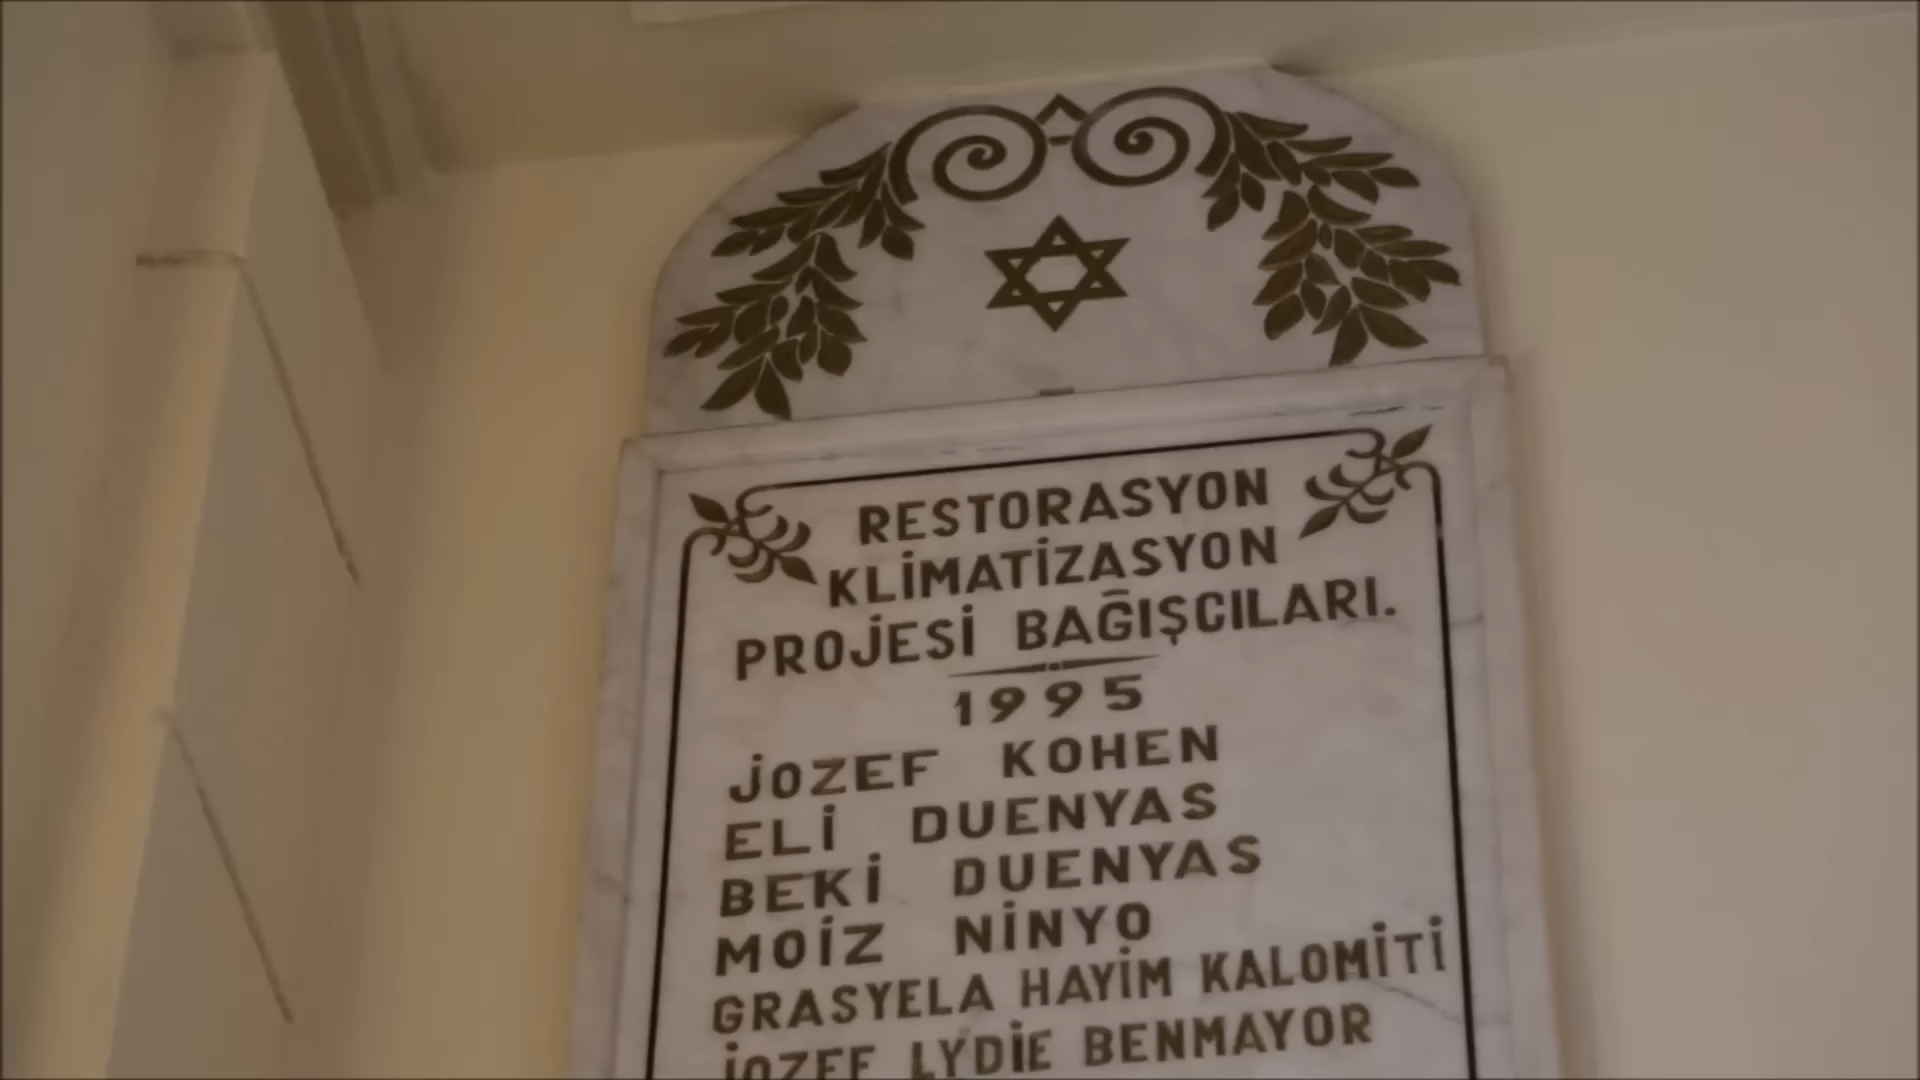 RESTORASYON
KLİMATİZASYON
PROJESİ BAĞIŞCILARI.
1995
JOZEF KOHEN
ELİ DUENYAS
BEKİ DUENYAS
MOİZ NİNYO
GRASYELA HAYİM KALOMİTİ
JOZEF LYDİE BENMAYOR